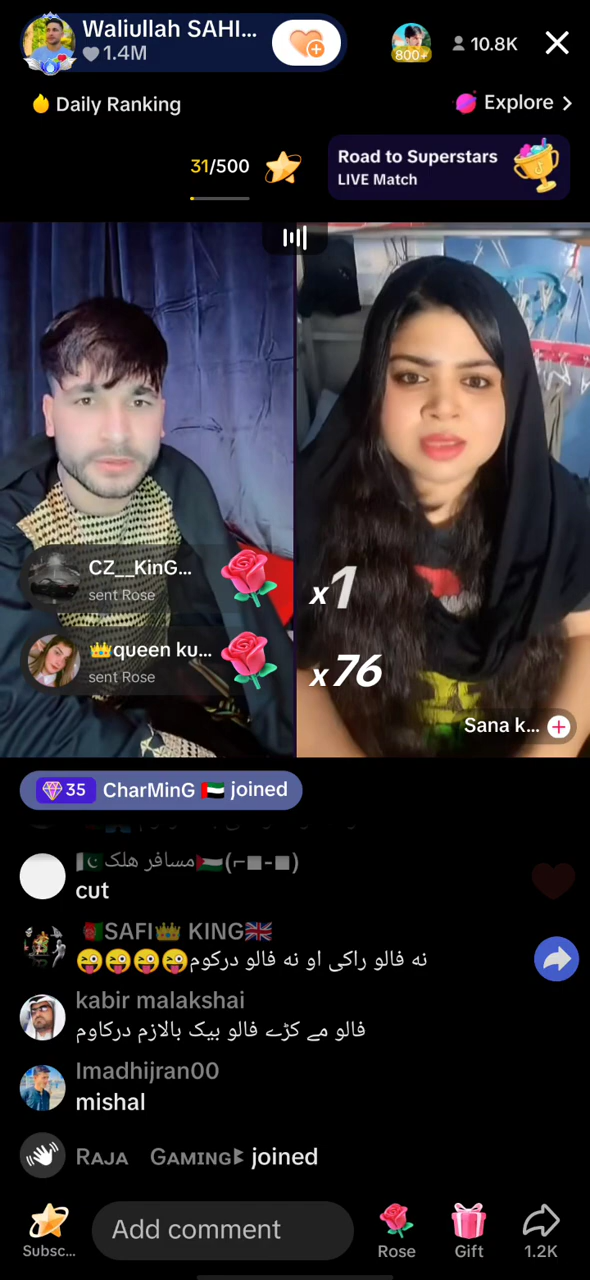 Waliullah SAHI...
1.4M
800+
10.8K
Daily Ranking
Explore
31/500
Road to Superstars
LIVE Match
CZ__KinG...
sent Rose
x1
👑queen ku...
sent Rose
x76
Sana k...
35 CharMinG 🇦🇪 joined
🇵🇰مسافر هلک🇵🇸(⌐■-■)
cut
🇦🇫SAFI👑 KING🇬🇧
نه فالو راکی او نه فالو درکوم😜😜😜😜
kabir malakshai
فالو مے کڑے فالو بیک بالازم درکاوم
Imadhijran00
mishal
Rᴀᴊᴀ Gᴀᴍɪɴɢ joined
Subsc...
Add comment
Rose
Gift
1.2K